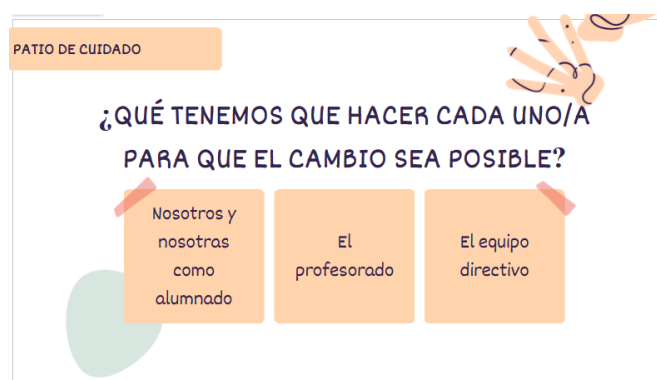 PATIO DE CUIDADO
¿QUÉ TENEMOS QUE HACER CADA UNO/A
PARA QUE EL CAMBIO SEA POSIBLE?
Nosotros y
nosotras
como
alumnado
El
profesorado
El equipo
directivo